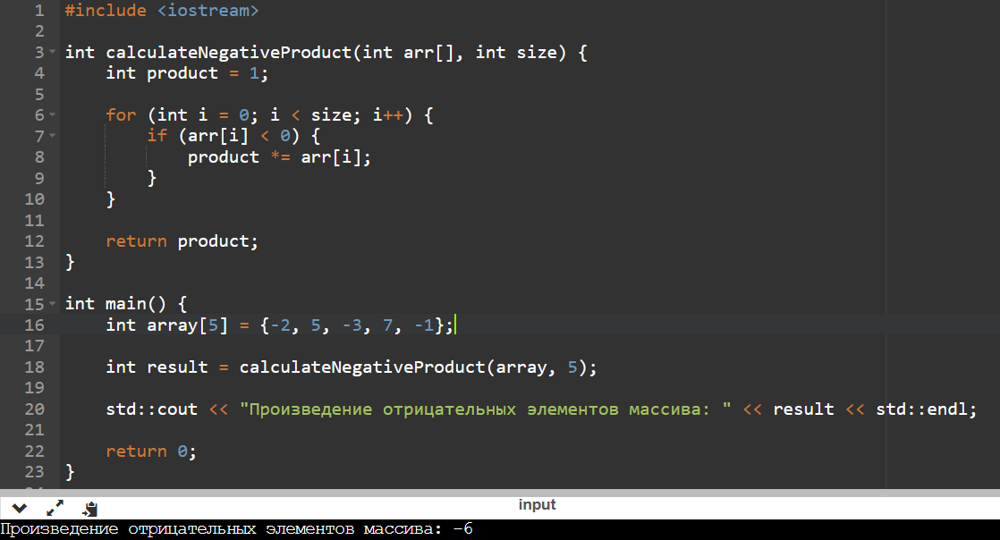 1 #include <iostream>
2
3 int calculateNegativeProduct(int arr[], int size) {
4     int product = 1;
5
6     for (int i = 0; i < size; i++) {
7         if (arr[i] < 0) {
8             product *= arr[i];
9         }
10     }
11
12     return product;
13 }
14
15 int main() {
16     int array[5] = {-2, 5, -3, 7, -1};
17
18     int result = calculateNegativeProduct(array, 5);
19
20     std::cout << "Произведение отрицательных элементов массива: " << result << std::endl;
21
22     return 0;
23 }
input
Произведение отрицательных элементов массива: -6